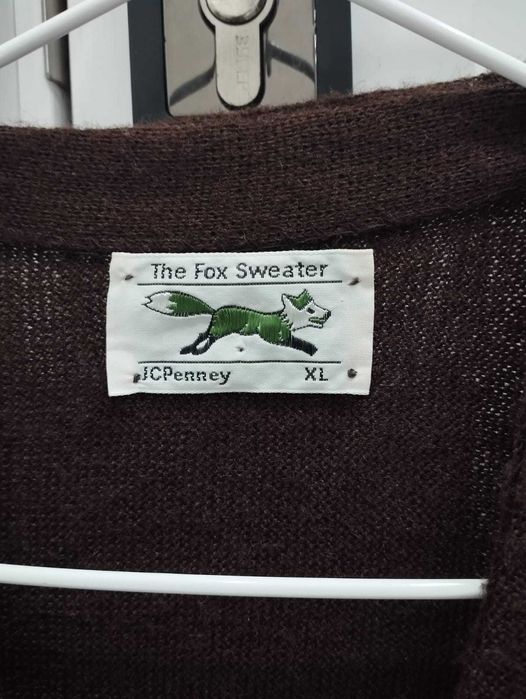 The Fox Sweater
JCPenney XL